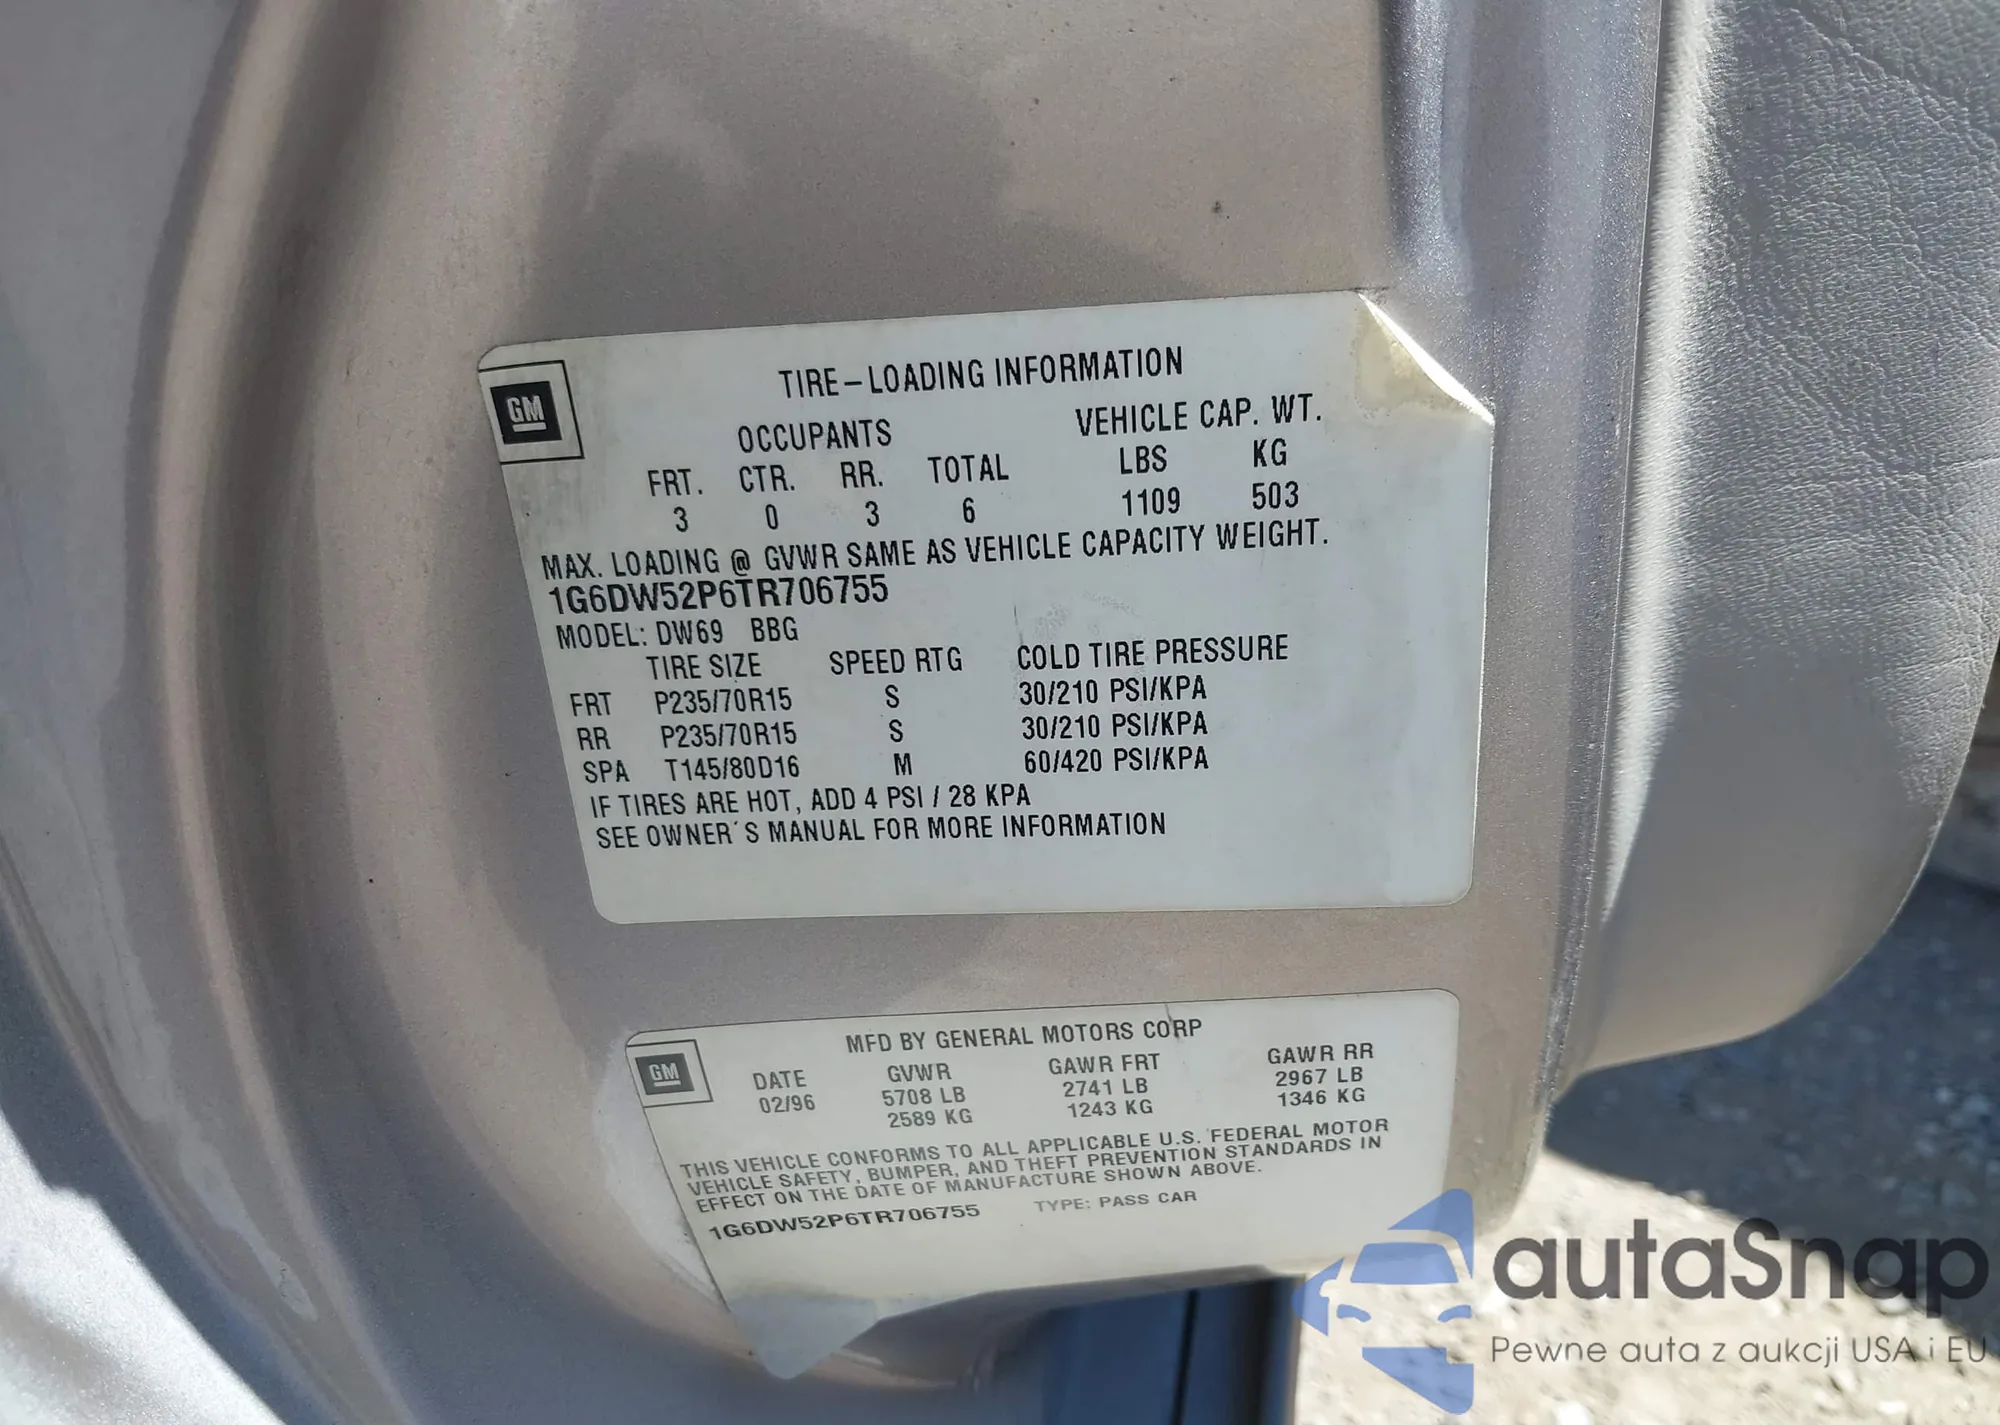 GM
TIRE-LOADING INFORMATION
OCCUPANTS VEHICLE CAP. WT.
FRT. CTR. RR. TOTAL LBS KG
3 0 3 6 1109 503
MAX. LOADING @ GVWR SAME AS VEHICLE CAPACITY WEIGHT.
1G6DW52P6TR706755
MODEL: DW69 BBG
TIRE SIZE SPEED RTG COLD TIRE PRESSURE
FRT P235/70R15 S 30/210 PSI/KPA
RR P235/70R15 S 30/210 PSI/KPA
SPA T145/80D16 M 60/420 PSI/KPA
IF TIRES ARE HOT, ADD 4 PSI / 28 KPA
SEE OWNER´S MANUAL FOR MORE INFORMATION
GM
MFD BY GENERAL MOTORS CORP
DATE GVWR GAWR FRT GAWR RR
02/96 5708 LB 2741 LB 2967 LB
2589 KG 1243 KG 1346 KG
THIS VEHICLE CONFORMS TO ALL APPLICABLE U.S. FEDERAL MOTOR
VEHICLE SAFETY, BUMPER, AND THEFT PREVENTION STANDARDS IN
EFFECT ON THE DATE OF MANUFACTURE SHOWN ABOVE.
1G6DW52P6TR706755 TYPE: PASS CAR
autaSnap
Pewne auta z aukcji USA i EU